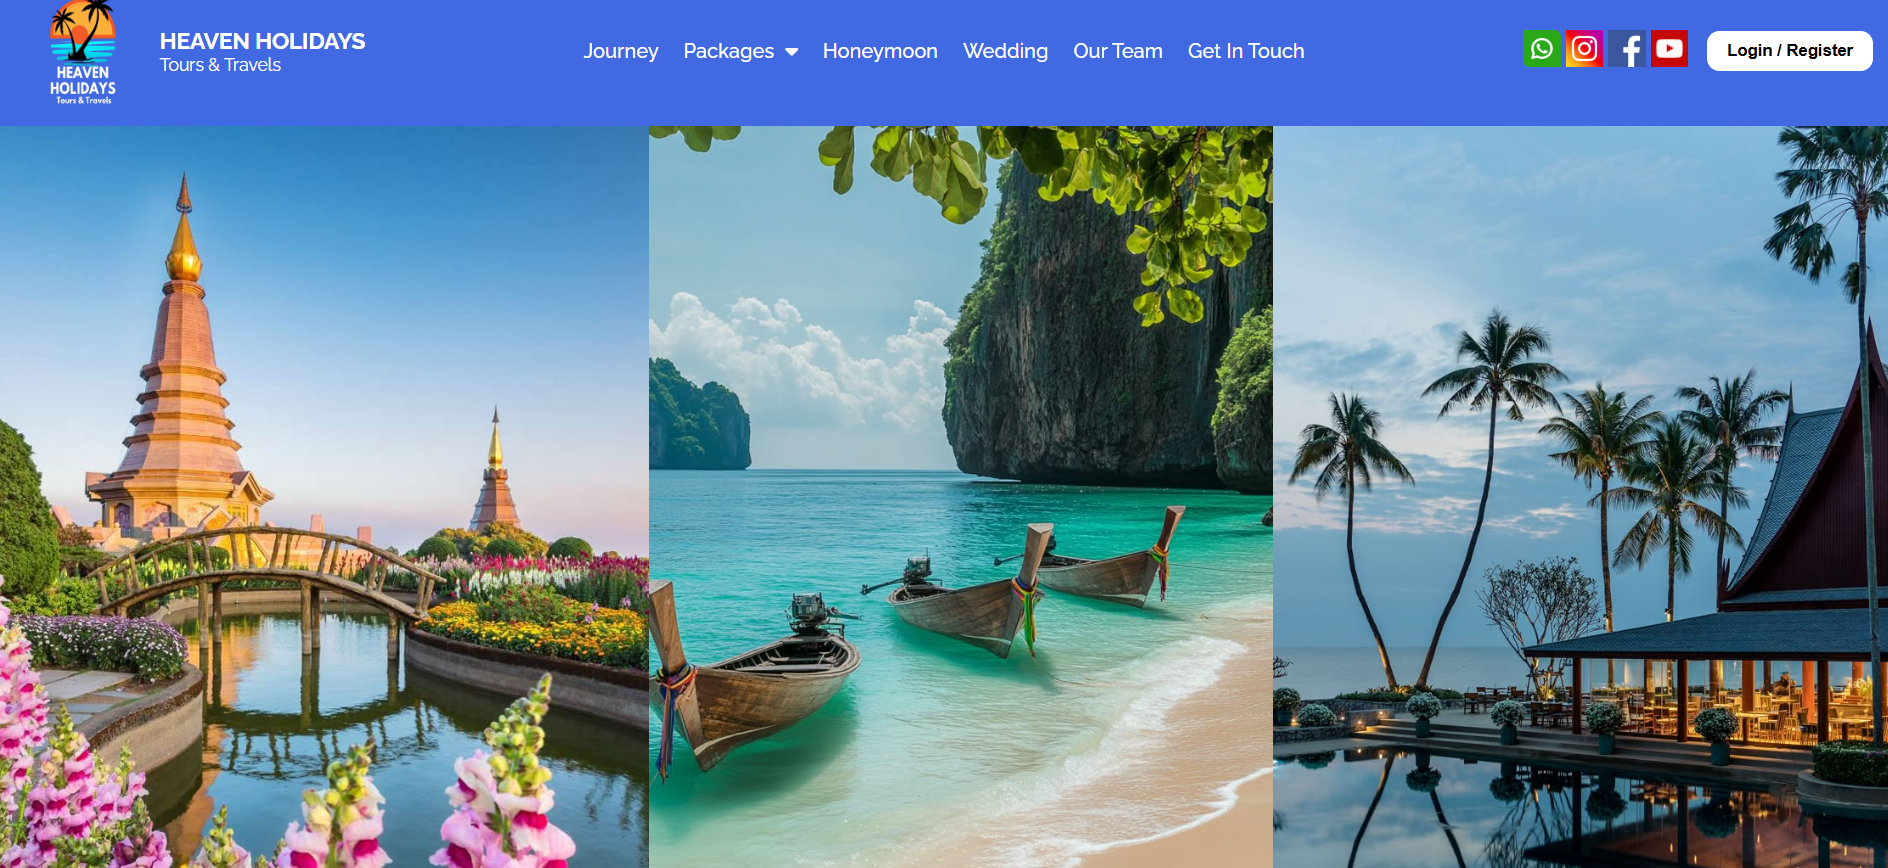 HEAVEN
HOLIDAYS
Tours & Travels
HEAVEN HOLIDAYS
Tours & Travels
Journey Packages Honeymoon Wedding Our Team Get In Touch
Login / Register